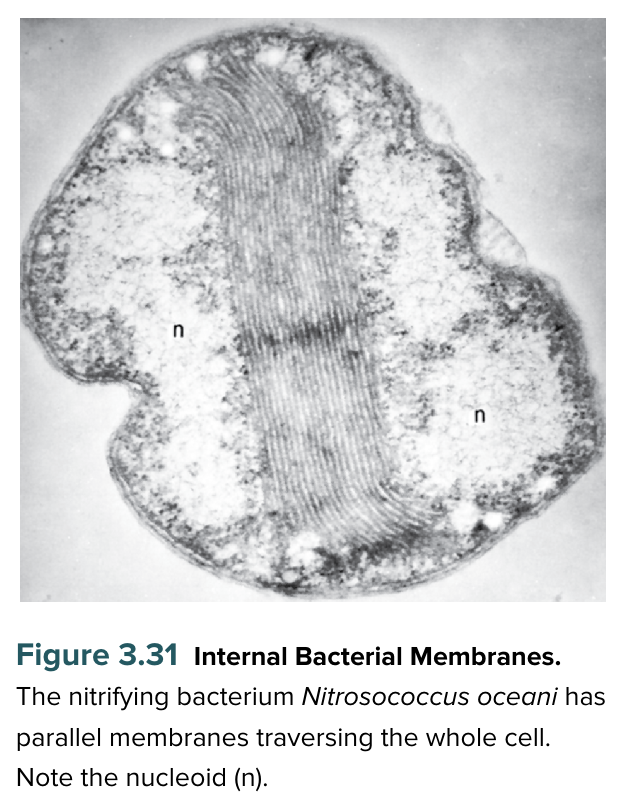 n
n
Figure 3.31 Internal Bacterial Membranes.
The nitrifying bacterium Nitrosococcus oceani has
parallel membranes traversing the whole cell.
Note the nucleoid (n).